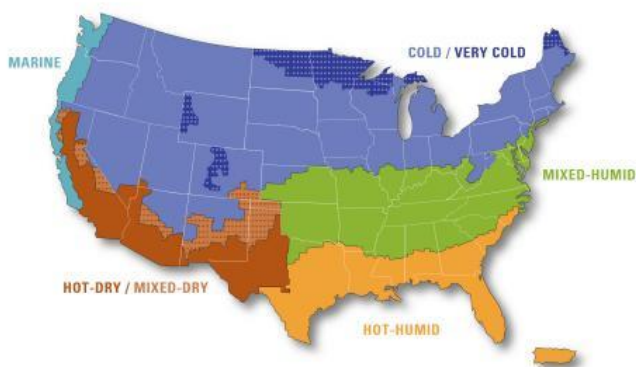 COLD / VERY COLD
MARINE
MIXED-HUMID
HOT-DRY / MIXED-DRY
HOT-HUMID